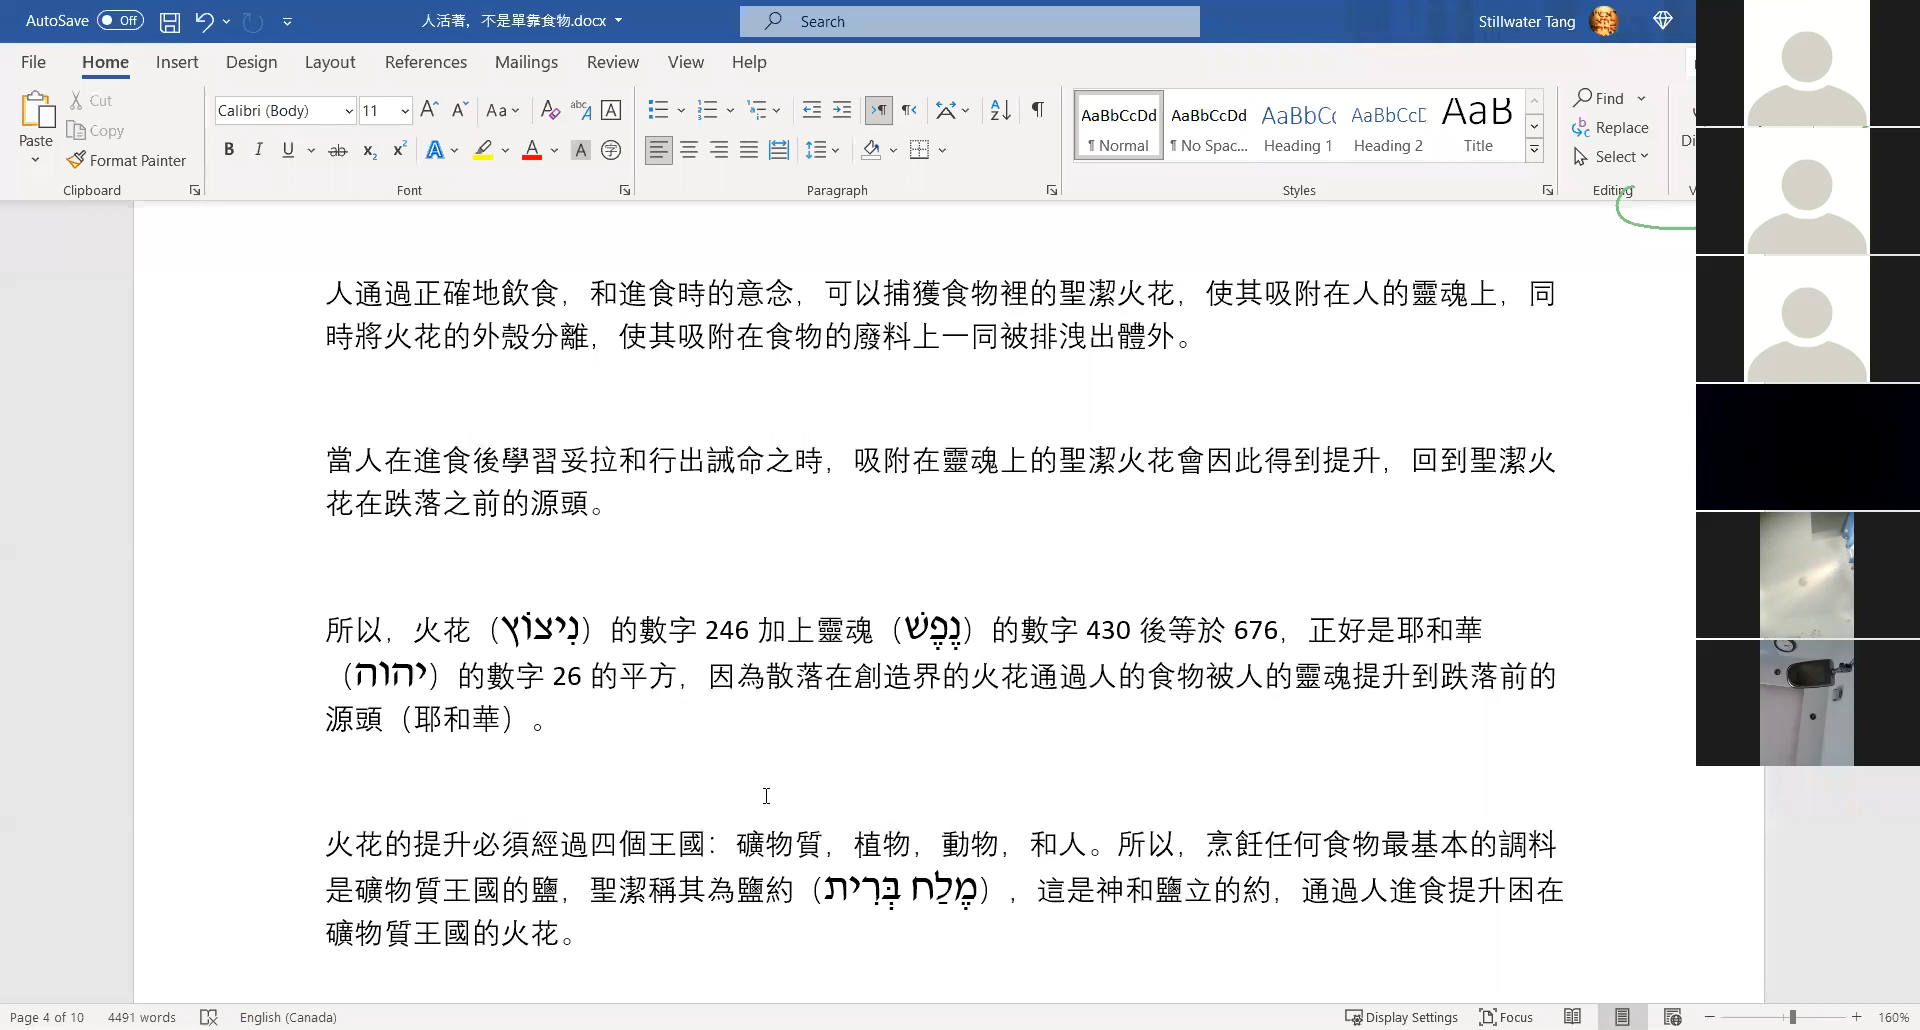 AutoSave Off 人活著，不是單靠食物.docx Search Stillwater Tang
File Home Insert Design Layout References Mailings Review View Help
Paste Cut Copy Format Painter
Calibri (Body) 11 Aa
B I U ab x₂ x² A A A 字
AaBbCcDd AaBbCcDd AaBbCc AaBbCcD AaB
¶ Normal ¶ No Spac... Heading 1 Heading 2 Title
Find Replace Select
Clipboard Font Paragraph Styles Editing
人通過正確地飲食，和進食時的意念，可以捕獲食物裡的聖潔火花，使其吸附在人的靈魂上，同
時將火花的外殼分離，使其吸附在食物的廢料上一同被排洩出體外。
當人在進食後學習妥拉和行出誡命之時，吸附在靈魂上的聖潔火花會因此得到提升，回到聖潔火
花在跌落之前的源頭。
所以，火花（נִיצוֹץ）的數字 246 加上靈魂（נֶפֶשׁ）的數字 430 後等於 676，正好是耶和華
（יהוה）的數字 26 的平方，因為散落在創造界的火花通過人的食物被人的靈魂提升到跌落前的
源頭（耶和華）。
火花的提升必須經過四個王國：礦物質，植物，動物，和人。所以，烹飪任何食物最基本的調料
是礦物質王國的鹽，聖潔稱其為鹽約（מֶלַח בְּרִית），這是神和鹽立的約，通過人進食提升困在
礦物質王國的火花。
Page 4 of 10 4491 words English (Canada) Display Settings Focus 160%